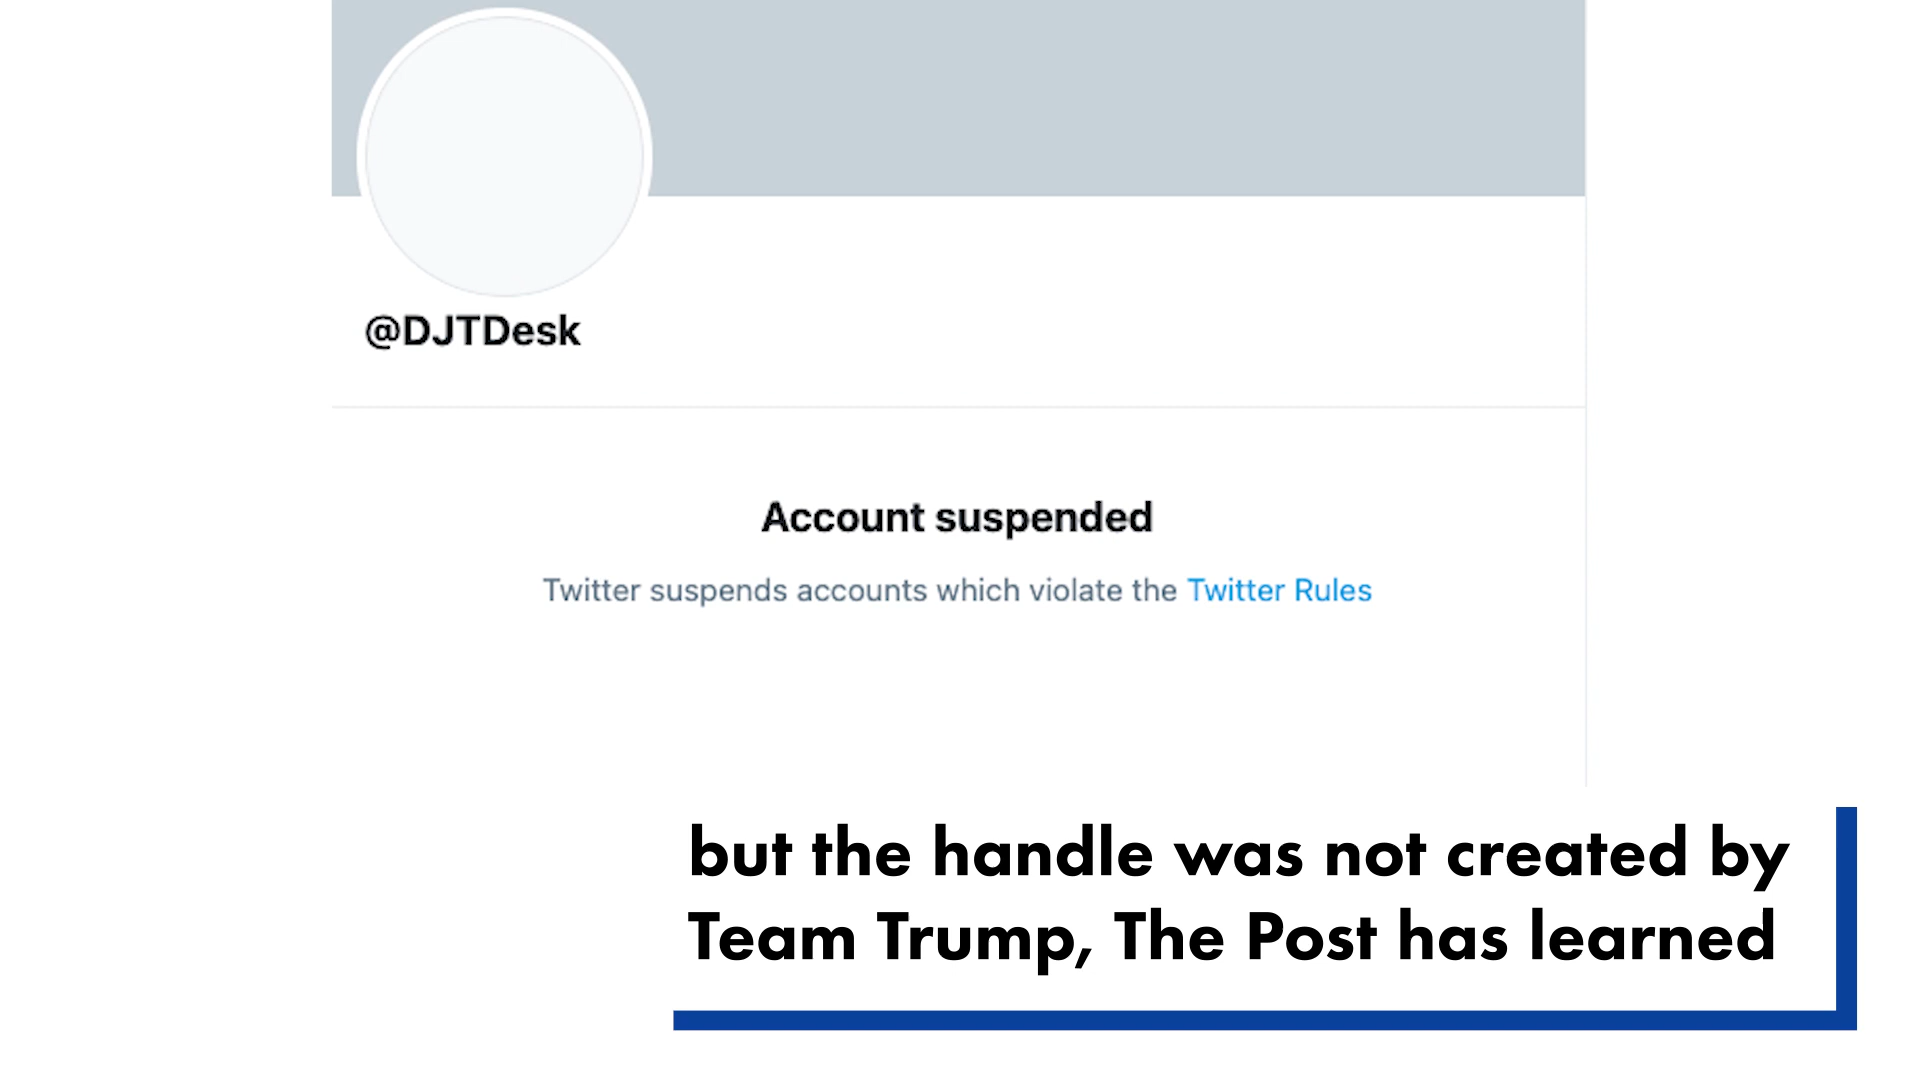 @DJTDesk
Account suspended
Twitter suspends accounts which violate the Twitter Rules
but the handle was not created by
Team Trump, The Post has learned